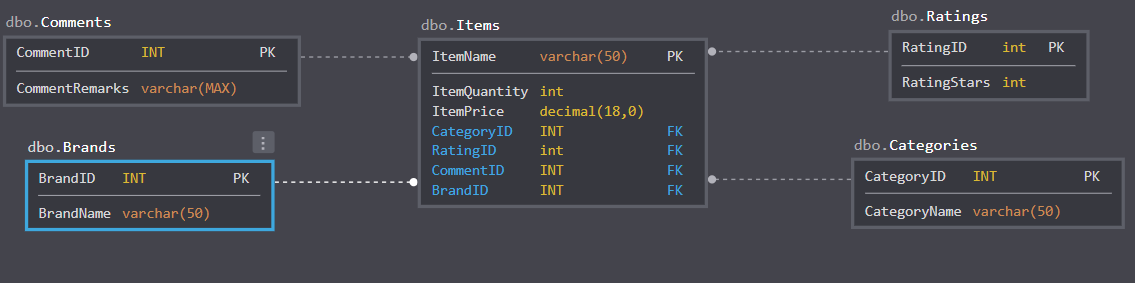 dbo.Comments
CommentID INT PK
CommentRemarks varchar(MAX)
dbo.Brands
BrandID INT PK
BrandName varchar(50)
dbo.Items
ItemName varchar(50) PK
ItemQuantity int
ItemPrice decimal(18,0)
CategoryID INT FK
RatingID int FK
CommentID INT FK
BrandID INT FK
dbo.Ratings
RatingID int PK
RatingStars int
dbo.Categories
CategoryID INT PK
CategoryName varchar(50)